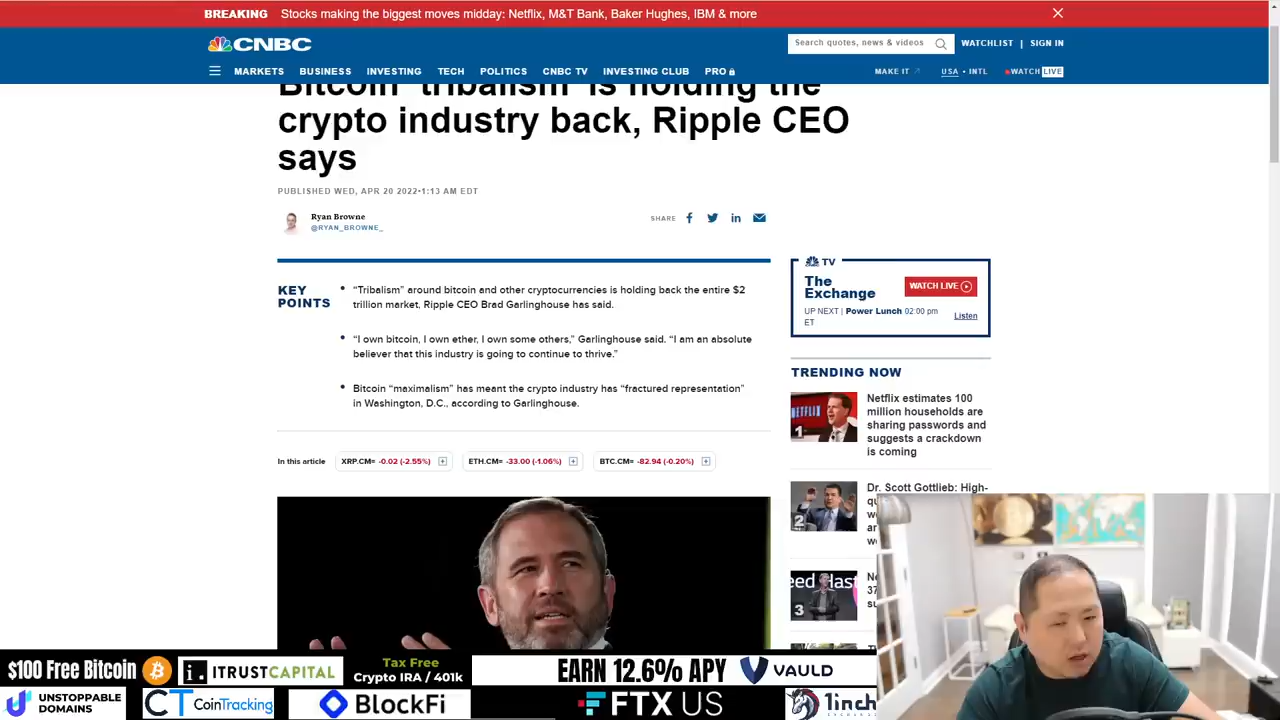 BREAKING Stocks making the biggest moves midday: Netflix, M&T Bank, Baker Hughes, IBM & more
CNBC
Search quotes, news & videos
WATCHLIST | SIGN IN
MARKETS BUSINESS INVESTING TECH POLITICS CNBC TV INVESTING CLUB PRO
MAKE IT USA • INTL WATCH LIVE
Bitcoin 'tribalism' is holding the
crypto industry back, Ripple CEO
says
PUBLISHED WED, APR 20 2022•1:13 AM EDT
Ryan Browne
@RYAN_BROWNE_
SHARE
KEY
POINTS
• “Tribalism” around bitcoin and other cryptocurrencies is holding back the entire $2
trillion market, Ripple CEO Brad Garlinghouse has said.
• “I own bitcoin, I own ether, I own some others,” Garlinghouse said. “I am an absolute
believer that this industry is going to continue to thrive.”
• Bitcoin “maximalism” has meant the crypto industry has “fractured representation”
in Washington, D.C., according to Garlinghouse.
In this article XRP.CM= -0.02 (-2.55%) ETH.CM= -33.00 (-1.06%) BTC.CM= -82.94 (-0.20%)
TV
The
Exchange
WATCH LIVE
UP NEXT | Power Lunch 02:00 pm
ET
Listen
TRENDING NOW
NETFLIX
1
Netflix estimates 100
million households are
sharing passwords and
suggests a crackdown
is coming
2
Dr. Scott Gottlieb: High-
3
$100 Free Bitcoin
iTRUSTCAPITAL
Tax Free
Crypto IRA / 401k
EARN 12.6% APY
VAULD
UNSTOPPABLE
DOMAINS
CT CoinTracking
BlockFi
FTX US
1inch